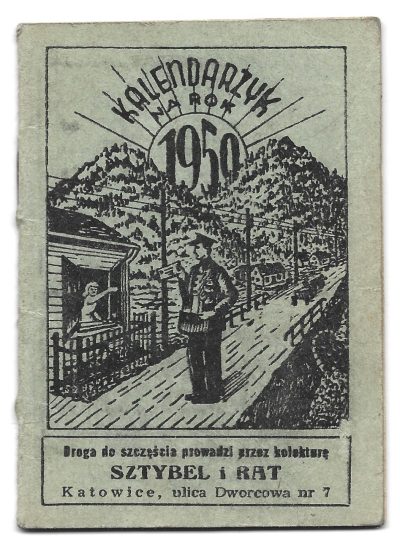 KALENDARZYK
NA ROK
1950
Droga do szczęścia prowadzi przez kolekturę
SZTYBEL i RAT
Katowice, ulica Dworcowa nr 7